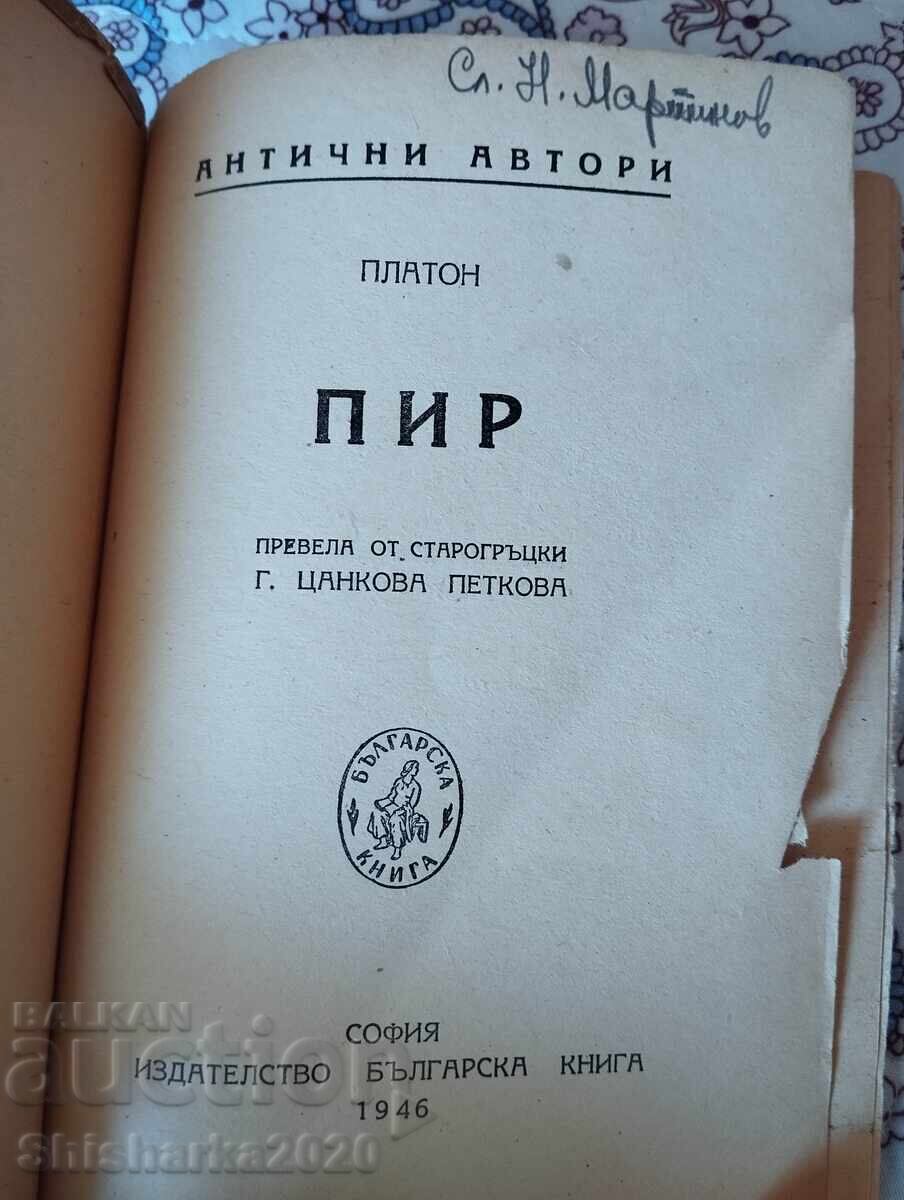 Сл. Н. Мартинов
АНТИЧНИ АВТОРИ
ПЛАТОН
ПИР
ПРЕВЕЛА ОТ СТАРОГРЪЦКИ
Г. ЦАНКОВА ПЕТКОВА
БЪЛГАРСКА
КНИГА
СОФИЯ
ИЗДАТЕЛСТВО БЪЛГАРСКА КНИГА
1946
BALKAN
auction
Shisharka2020